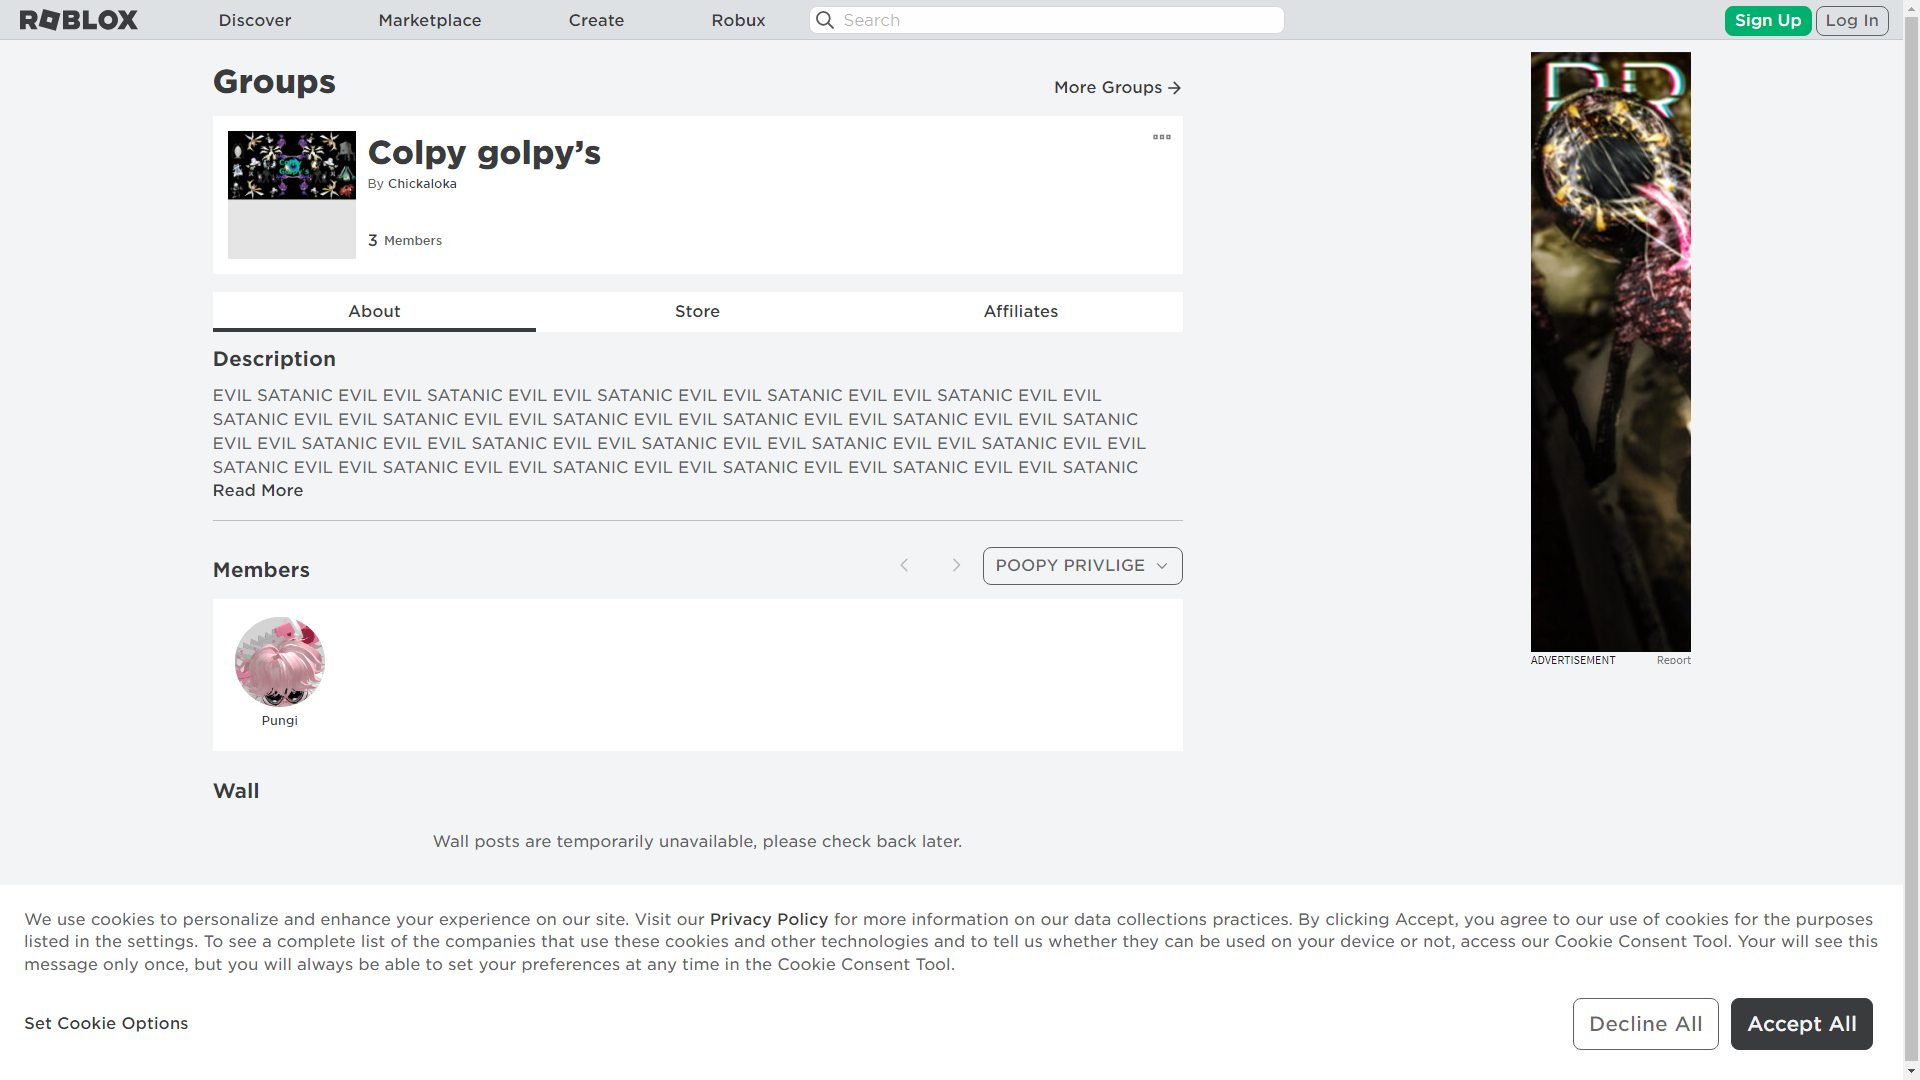 ROBLOX
Discover
Marketplace
Create
Robux
Search
Sign Up
Log In
Groups
More Groups
Colpy golpy’s
By Chickaloka
3 Members
About
Store
Affiliates
Description
EVIL SATANIC EVIL EVIL SATANIC EVIL EVIL SATANIC EVIL EVIL SATANIC EVIL EVIL SATANIC EVIL EVIL
SATANIC EVIL EVIL SATANIC EVIL EVIL SATANIC EVIL EVIL SATANIC EVIL EVIL SATANIC EVIL EVIL SATANIC
EVIL EVIL SATANIC EVIL EVIL SATANIC EVIL EVIL SATANIC EVIL EVIL SATANIC EVIL EVIL SATANIC EVIL EVIL
SATANIC EVIL EVIL SATANIC EVIL EVIL SATANIC EVIL EVIL SATANIC EVIL EVIL SATANIC EVIL EVIL SATANIC
Read More
Members
POOPY PRIVLIGE
Pungi
Wall
Wall posts are temporarily unavailable, please check back later.
DR
ADVERTISEMENT
Report
We use cookies to personalize and enhance your experience on our site. Visit our Privacy Policy for more information on our data collections practices. By clicking Accept, you agree to our use of cookies for the purposes
listed in the settings. To see a complete list of the companies that use these cookies and other technologies and to tell us whether they can be used on your device or not, access our Cookie Consent Tool. Your will see this
message only once, but you will always be able to set your preferences at any time in the Cookie Consent Tool.
Set Cookie Options
Decline All
Accept All